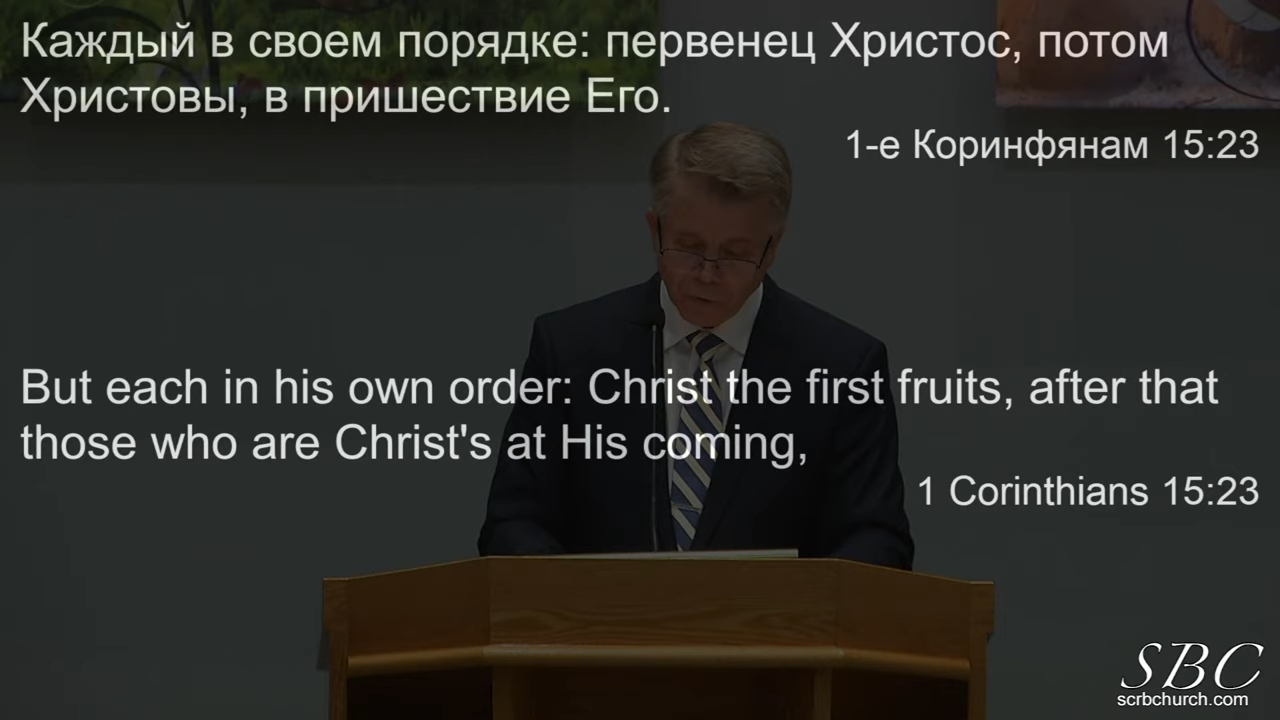 Каждый в своем порядке: первенец Христос, потом
Христовы, в пришествие Его.
1-е Коринфянам 15:23
But each in his own order: Christ the first fruits, after that
those who are Christ's at His coming,
1 Corinthians 15:23
SBC
scrbchurch.com